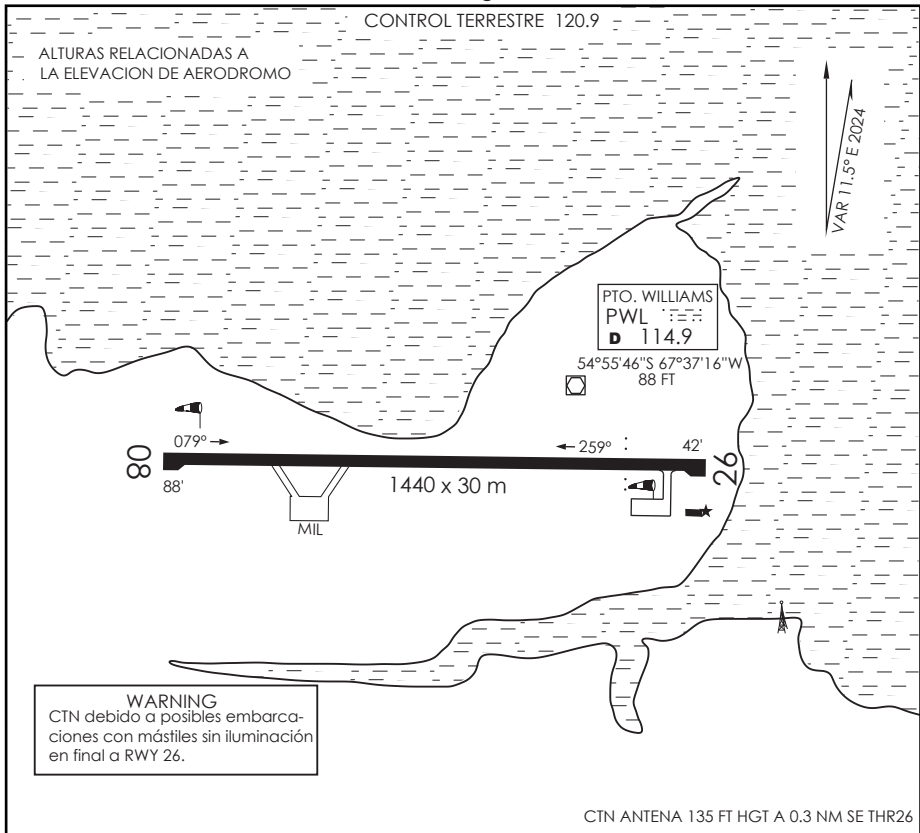 CONTROL TERRESTRE 120.9
ALTURAS RELACIONADAS A
LA ELEVACION DE AERODROMO
VAR 11.5° E 2024
PTO. WILLIAMS
PWL
D 114.9
54°55'46"S 67°37'16"W
88 FT
079°
259°
42'
08
26
88'
1440 x 30 m
MIL
WARNING
CTN debido a posibles embarca-
ciones con mástiles sin iluminación
en final a RWY 26.
CTN ANTENA 135 FT HGT A 0.3 NM SE THR26